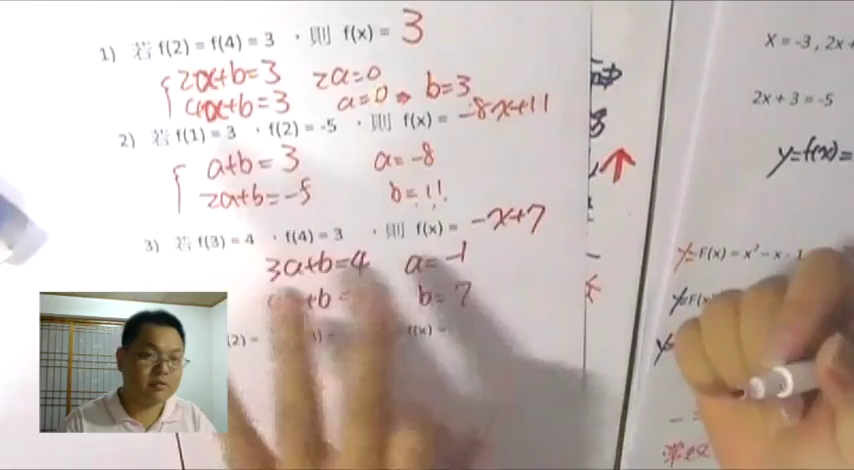 1) 若 f(2) = f(4) = 3 ,則 f(x) = 3
2a+b=3 2a=0
4a+b=3 a=0 ⇒ b=3
2) 若 f(1) = 3 ,f(2) = -5 ,則 f(x) = -8x+11
a+b=3 a=-8
2a+b=-5 b=11
3) 若 f(3) = 4 ,f(4) = 3 ,則 f(x) = -x+7
3a+b=4 a=-1
+b= b=7
(2) = f(x) =
X = -3 , 2x+
2x + 3 = -5
y=f(x)=
y=F(x) = x² - x - 1
y=F(x
y